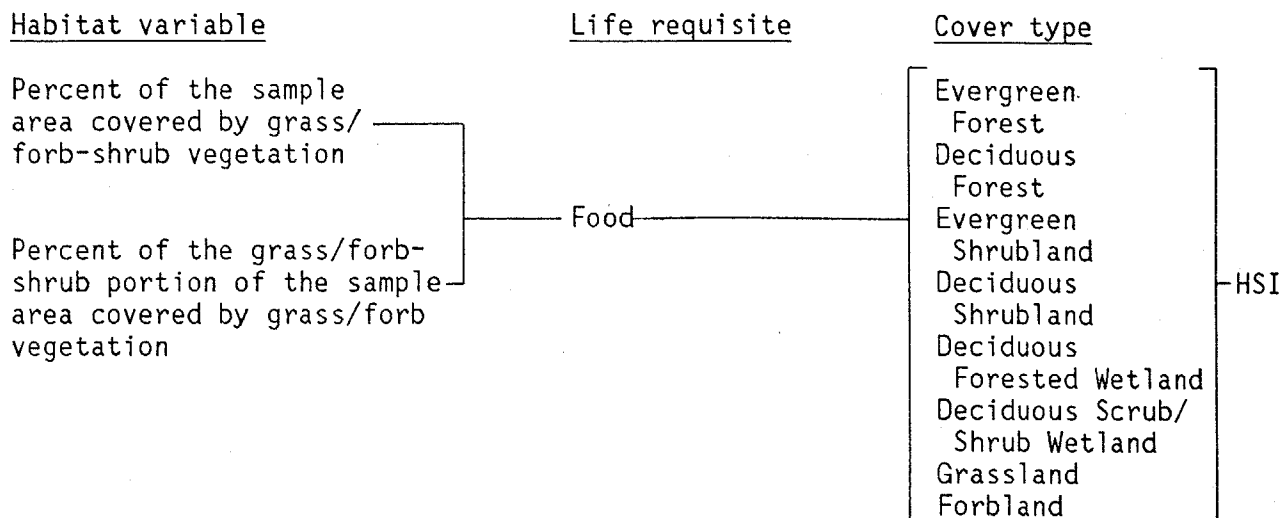 Habitat variable
Life requisite
Cover type
Percent of the sample
area covered by grass/
forb-shrub vegetation
Percent of the grass/forb-
shrub portion of the sample
area covered by grass/forb
vegetation
Food
Evergreen
Forest
Deciduous
Forest
Evergreen
Shrubland
Deciduous
Shrubland
Deciduous
Forested Wetland
Deciduous Scrub/
Shrub Wetland
Grassland
Forbland
HSI